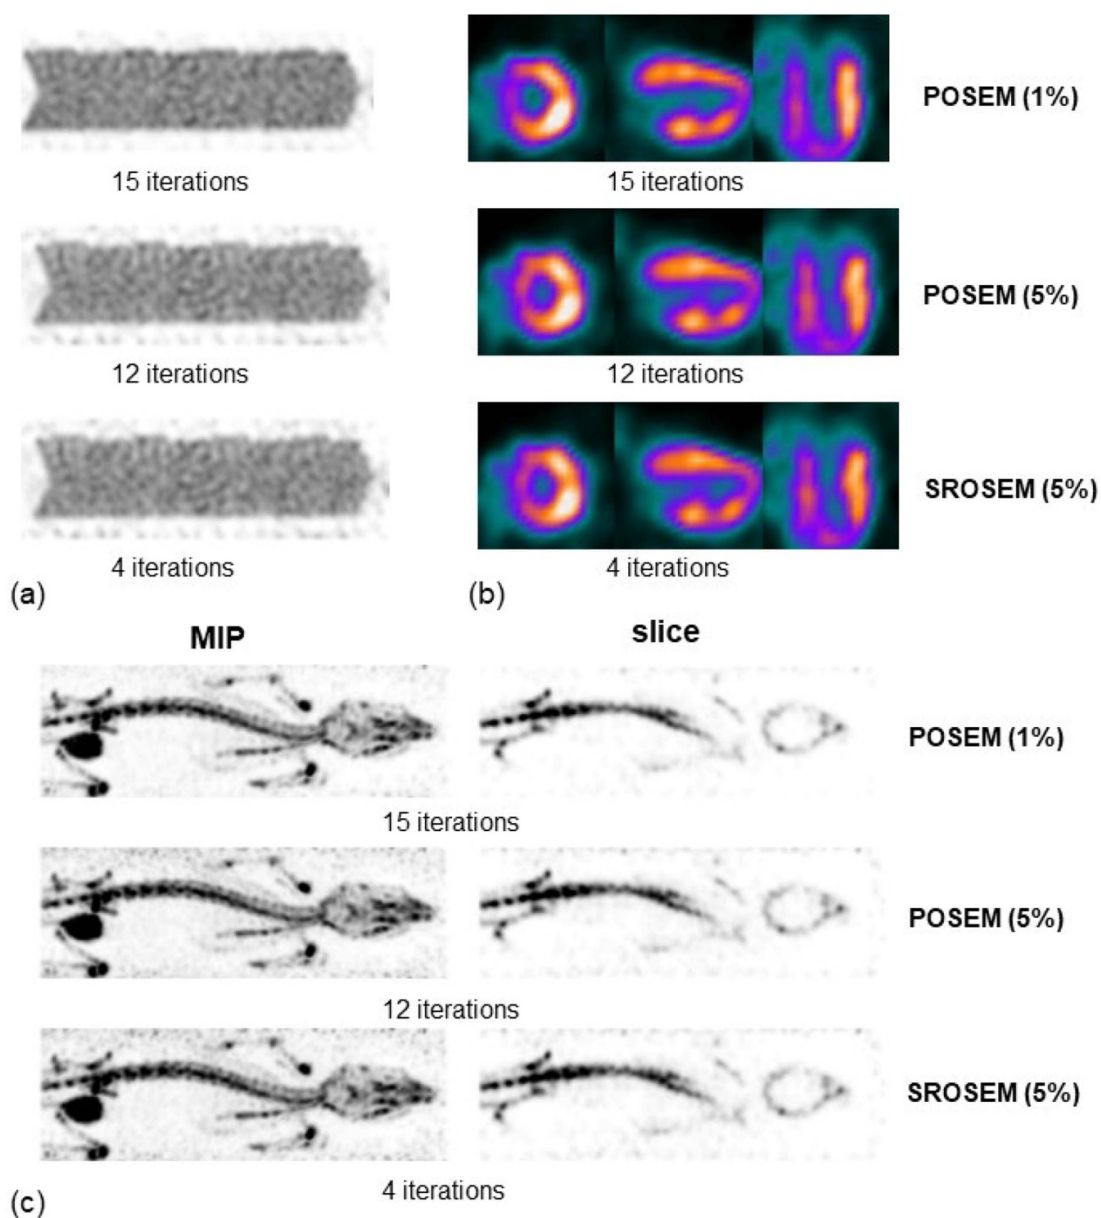 POSEM (1%)
15 iterations
15 iterations
POSEM (5%)
12 iterations
12 iterations
SROSEM (5%)
4 iterations
4 iterations
(a)
(b)
MIP
slice
POSEM (1%)
15 iterations
POSEM (5%)
12 iterations
SROSEM (5%)
4 iterations
(c)